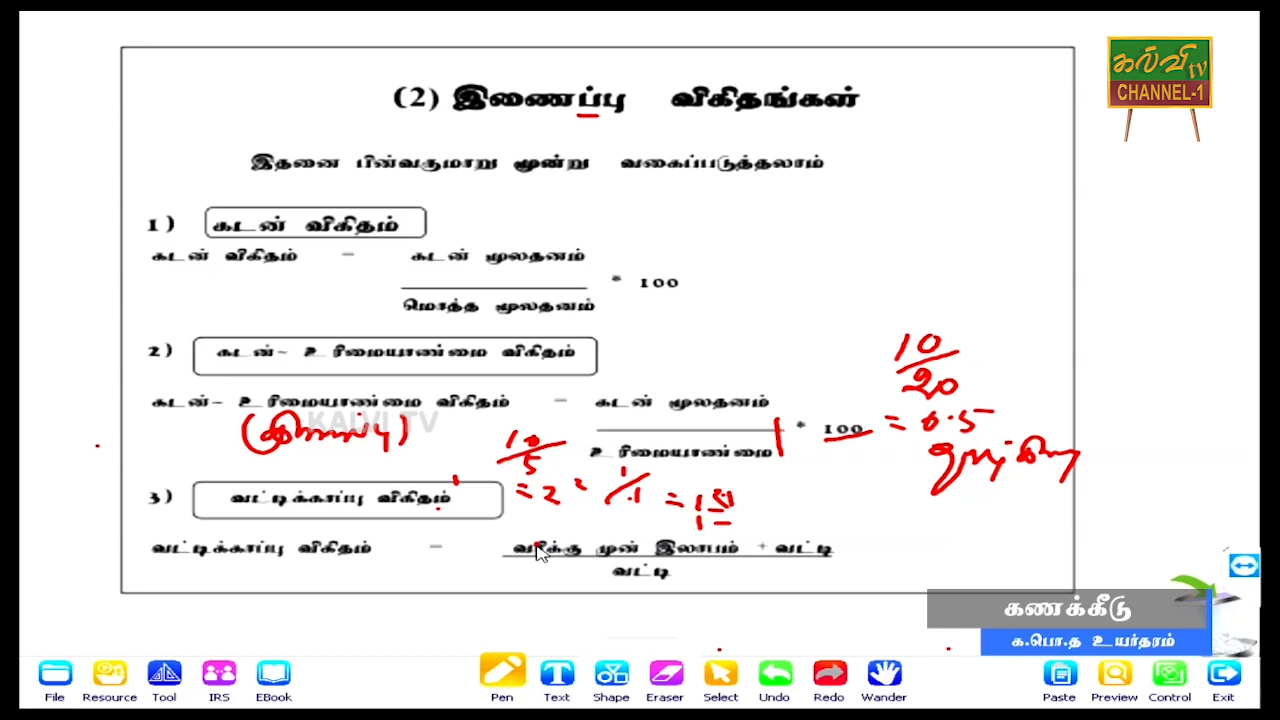 கல்வி tv
CHANNEL-1
(2) இணைப்பு விகிதங்கள்
இதனை பின்வருமாறு மூன்று வகைப்படுத்தலாம்
1) கடன் விகிதம்
கடன் விகிதம் - கடன் மூலதனம்
* 100
மொத்த மூலதனம்
2) கடன்- உரிமையாண்மை விகிதம்
10
20
கடன்- உரிமையாண்மை விகிதம் - கடன் மூலதனம்
KALVI TV
* 100 = 0.5
உரிமையாண்மை
10
5
3) வட்டிக்காப்பு விகிதம்
= 2
வட்டிக்காப்பு விகிதம் - வரிக்கு முன் இலாபம் + வட்டி
வட்டி
கணக்கீடு
க.பொ.த உயர்தரம்
File Resource Tool IRS EBook Pen Text Shape Eraser Select Undo Redo Wander Paste Preview Control Exit